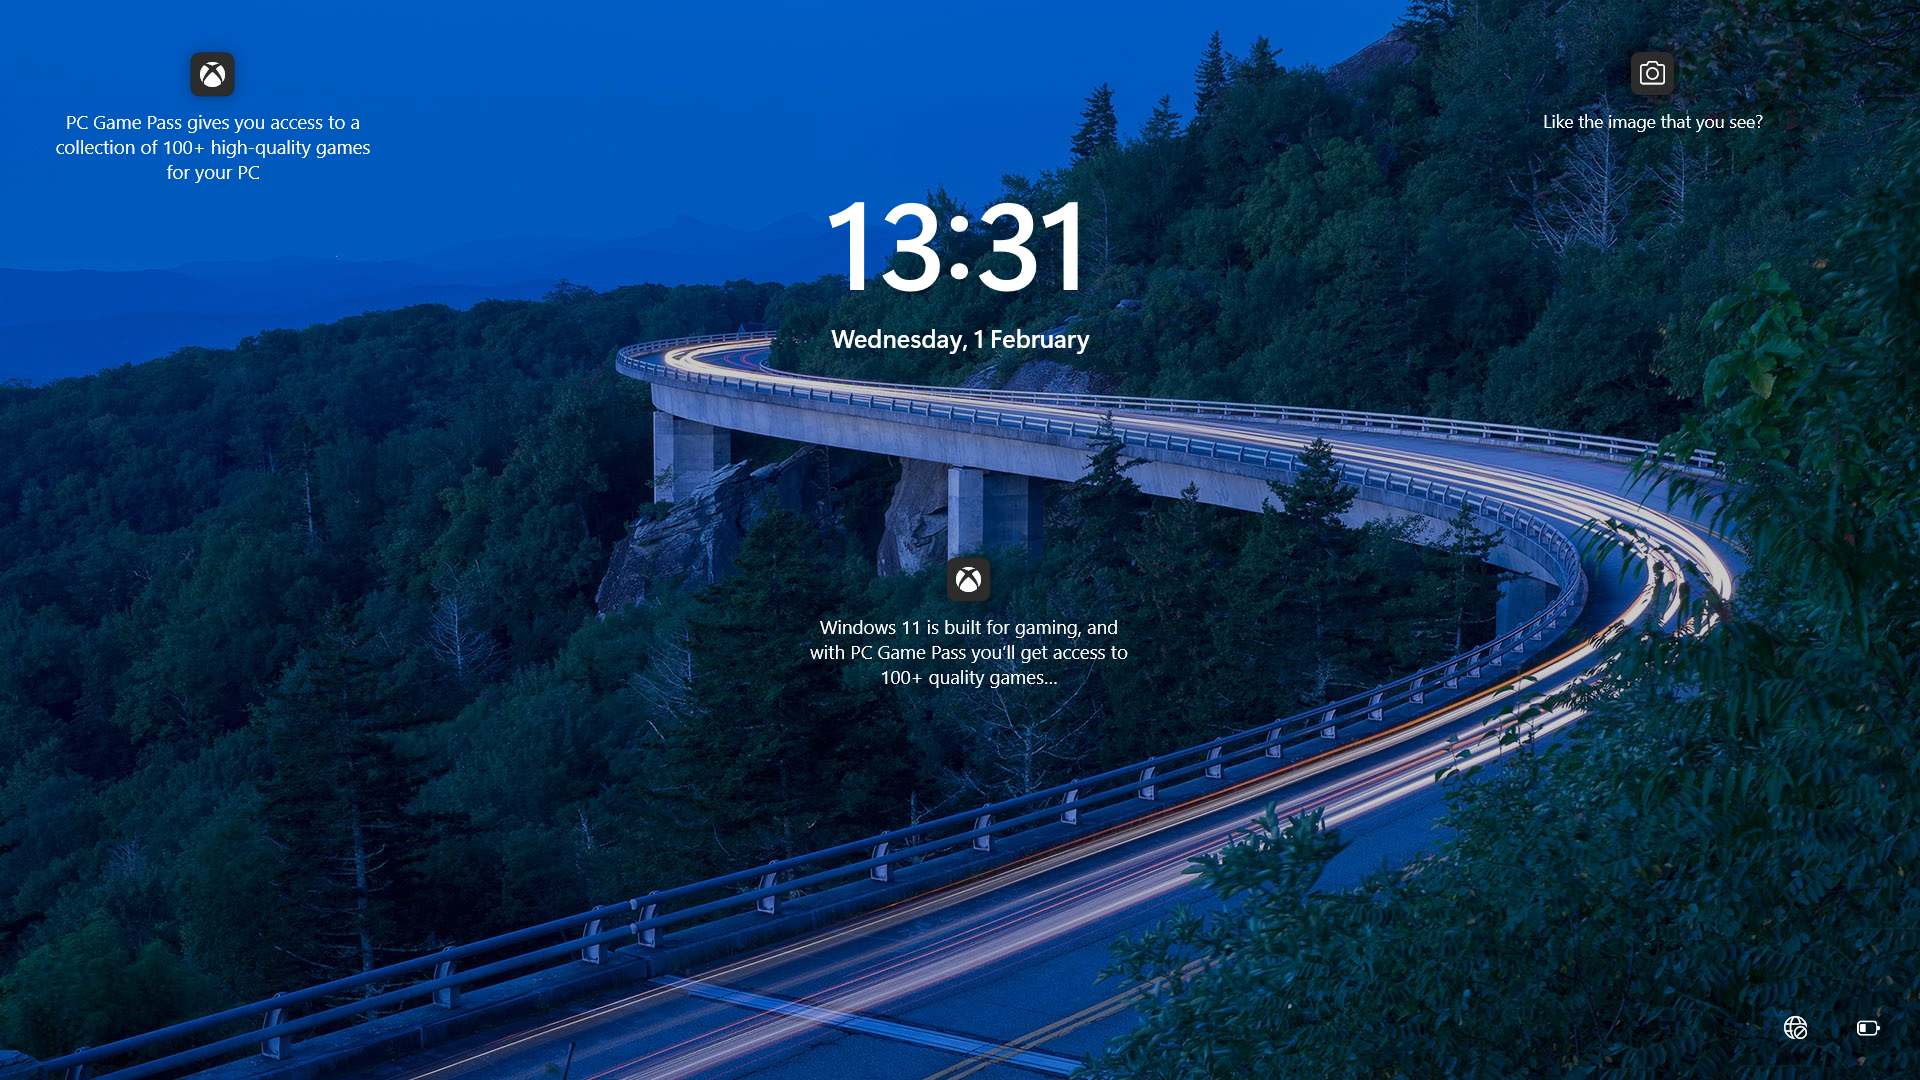 PC Game Pass gives you access to a
collection of 100+ high-quality games
for your PC
Like the image that you see?
13:31
Wednesday, 1 February
Windows 11 is built for gaming, and
with PC Game Pass you'll get access to
100+ quality games...